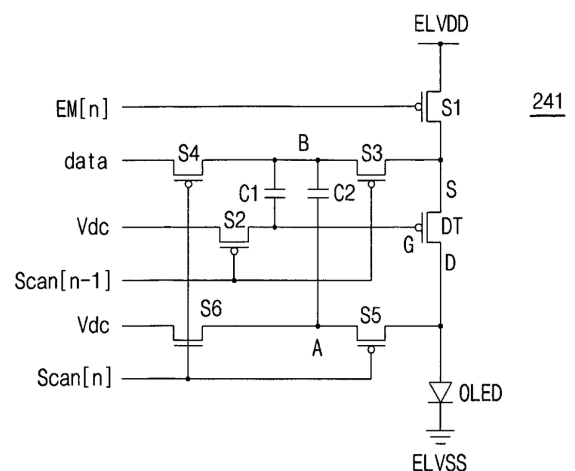 ELVDD
EM[n]
S1
241
data
S4
B
S3
C1
C2
S
Vdc
S2
G
DT
D
Scan[n-1]
Vdc
S6
A
S5
Scan[n]
OLED
ELVSS